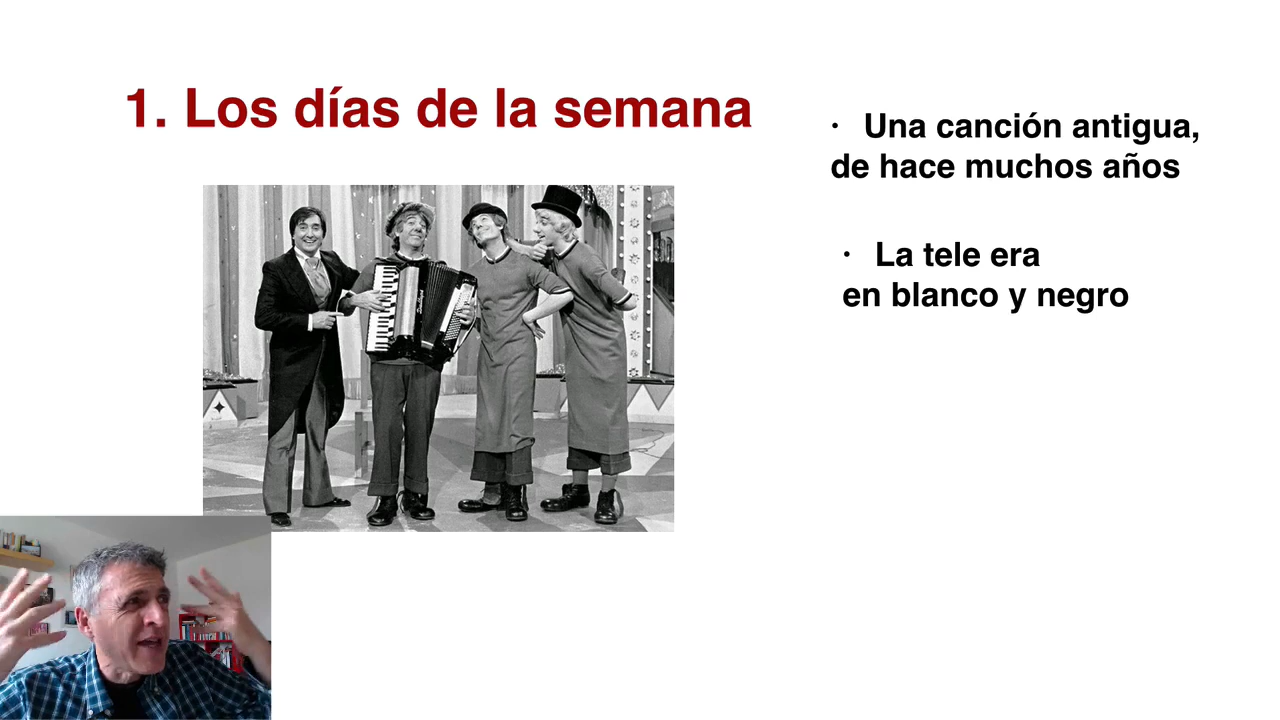 1. Los días de la semana
· Una canción antigua,
de hace muchos años
· La tele era
en blanco y negro